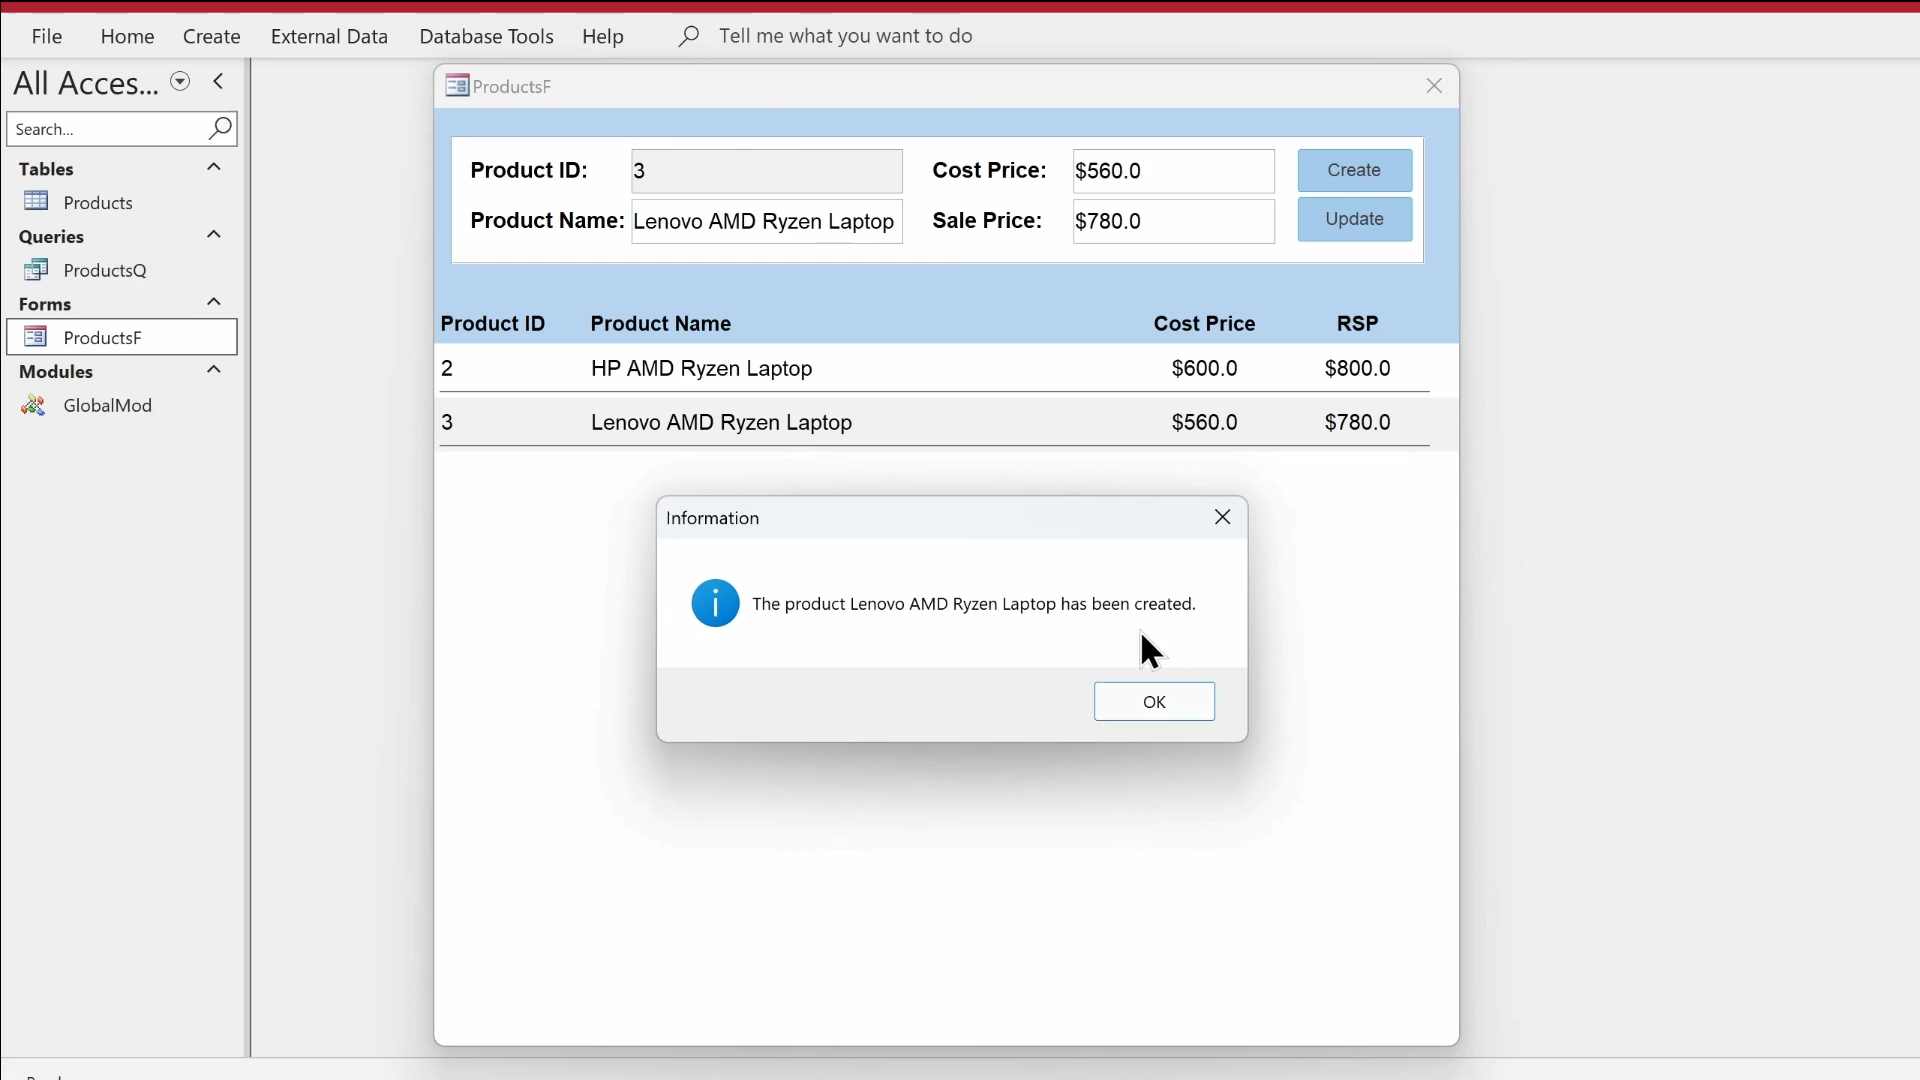 File Home Create External Data Database Tools Help Tell me what you want to do
All Acces...
Search...
Tables
Products
Queries
ProductsQ
Forms
ProductsF
Modules
GlobalMod
ProductsF
Product ID: 3 Cost Price: $560.0 Create
Product Name: Lenovo AMD Ryzen Laptop Sale Price: $780.0 Update
Product ID Product Name Cost Price RSP
2 HP AMD Ryzen Laptop $600.0 $800.0
3 Lenovo AMD Ryzen Laptop $560.0 $780.0
Information
The product Lenovo AMD Ryzen Laptop has been created.
OK